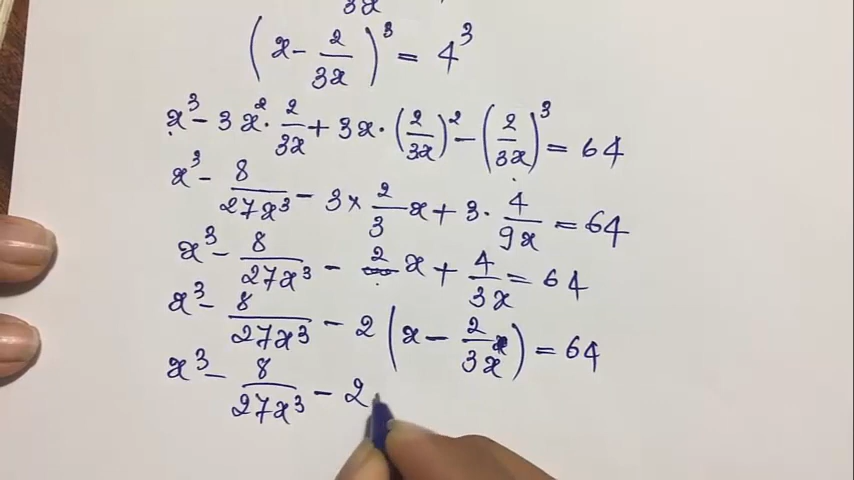 3x
(x - 2/3x)³ = 4³
x³ - 3x² · 2/3x + 3x · (2/3x)² - (2/3x)³ = 64
x³ - 8/27x³ - 3 × 2/3 x + 3 · 4/9x = 64
x³ - 8/27x³ - 2x + 4/3x = 64
x³ - 8/27x³ - 2(x - 2/3x) = 64
x³ - 8/27x³ - 2